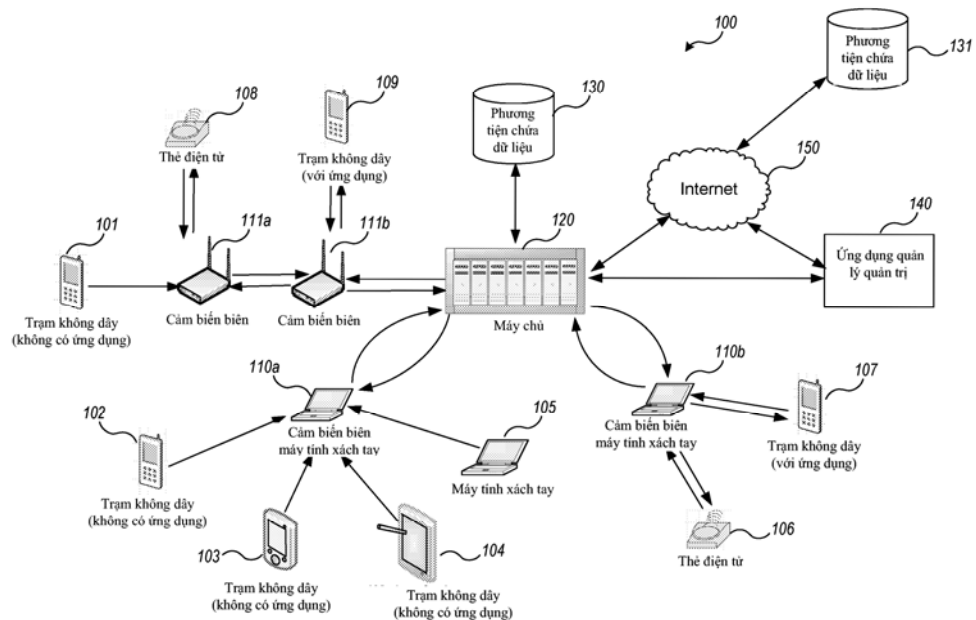 100
131
Phương
tiện chứa
dữ liệu
108
109
130
Phương
tiện chứa
dữ liệu
Thẻ điện tử
Trạm không dây
(với ứng dụng)
150
Internet
101
111a
111b
120
140
Ứng dụng quản
lý quản trị
Trạm không dây
(không có ứng dụng)
Cảm biến biên
Cảm biến biên
Máy chủ
110a
110b
107
102
105
Cảm biến biên
máy tính xách tay
Cảm biến biên
máy tính xách tay
Trạm không dây
(với ứng dụng)
Trạm không dây
(không có ứng dụng)
Máy tính xách tay
103
104
106
Thẻ điện tử
Trạm không dây
(không có ứng dụng)
Trạm không dây
(không có ứng dụng)